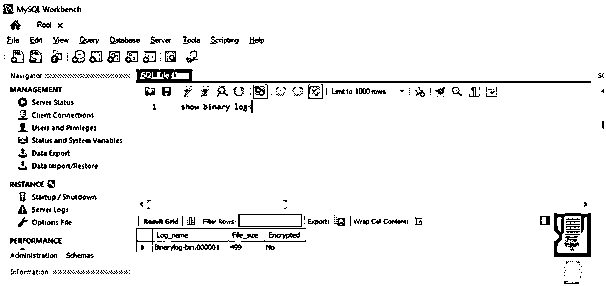 MySQL Workbench
Root x
File Edit View Query Database Server Tools Scripting Help
Navigator
SQL File
Limit to 1000 rows
MANAGEMENT
Server Status
Client Connections
Users and Privileges
Status and System Variables
Data Export
Data Import/Restore
1 show binary logs
INSTANCE
Startup / Shutdown
Server Logs
Options File
PERFORMANCE
Administration Schemas
Information
Result Grid Filter Rows: Export: Wrap Cell Content:
Log_name File_size Encrypted
Binarylog-bin.000001 499 No